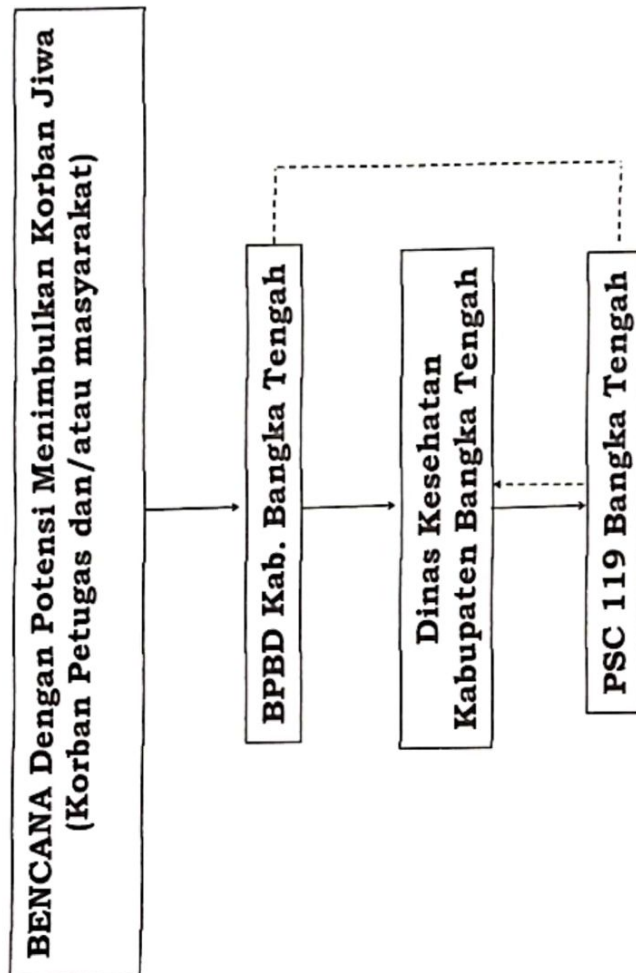 BENCANA Dengan Potensi Menimbulkan Korban Jiwa
(Korban Petugas dan/atau masyarakat)
BPBD Kab. Bangka Tengah
Dinas Kesehatan
Kabupaten Bangka Tengah
PSC 119 Bangka Tengah